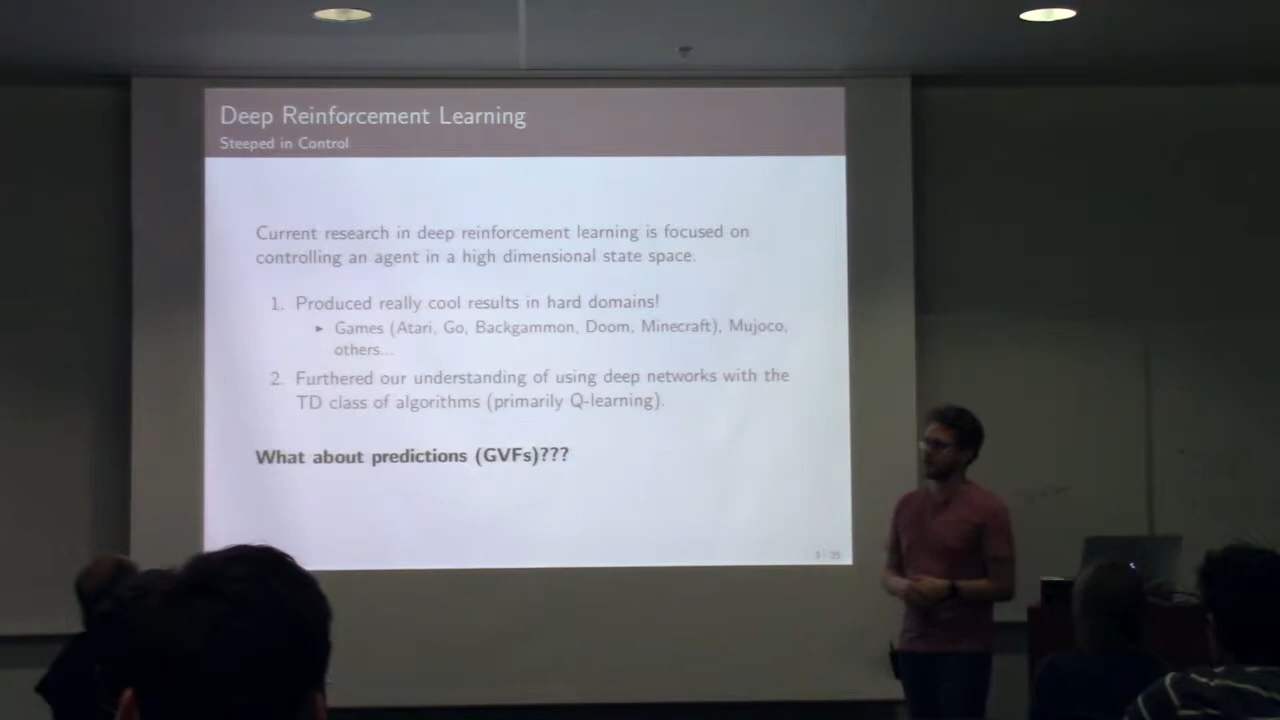 Deep Reinforcement Learning
Steeped in Control
Current research in deep reinforcement learning is focused on
controlling an agent in a high dimensional state space.
1. Produced really cool results in hard domains!
▸ Games (Atari, Go, Backgammon, Doom, Minecraft), Mujoco,
others...
2. Furthered our understanding of using deep networks with the
TD class of algorithms (primarily Q-learning).
What about predictions (GVFs)???